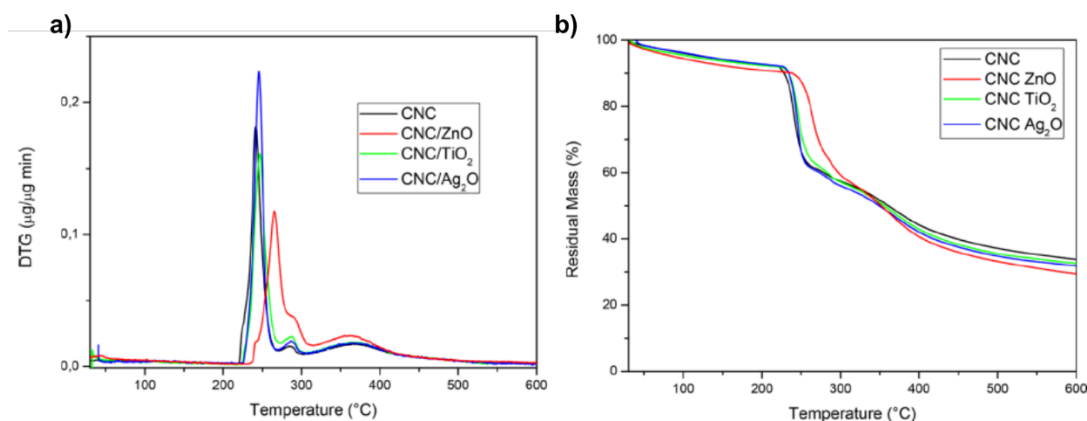 a)
0,2
0,1
0,0
DTG (µg/µg min)
CNC
CNC/ZnO
CNC/TiO₂
CNC/Ag₂O
100 200 300 400 500 600
Temperature (°C)
b)
100
80
60
40
20
0
Residual Mass (%)
CNC
CNC ZnO
CNC TiO₂
CNC Ag₂O
100 200 300 400 500 600
Temperature (°C)